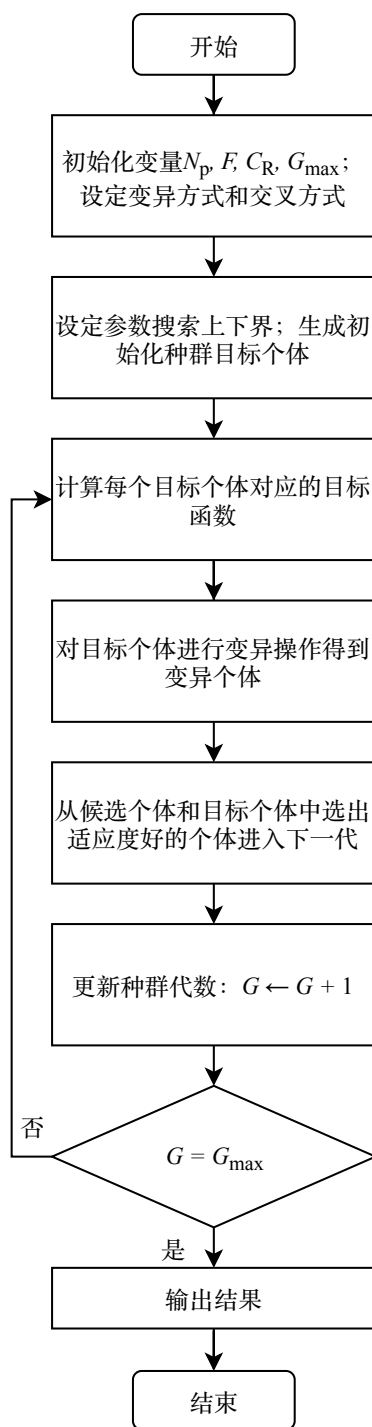 开始
初始化变量Np, F, CR, Gmax；
设定变异方式和交叉方式
设定参数搜索上下界；生成初
始化种群目标个体
计算每个目标个体对应的目标
函数
对目标个体进行变异操作得到
变异个体
从候选个体和目标个体中选出
适应度好的个体进入下一代
更新种群代数：G ← G + 1
否
G = Gmax
是
输出结果
结束